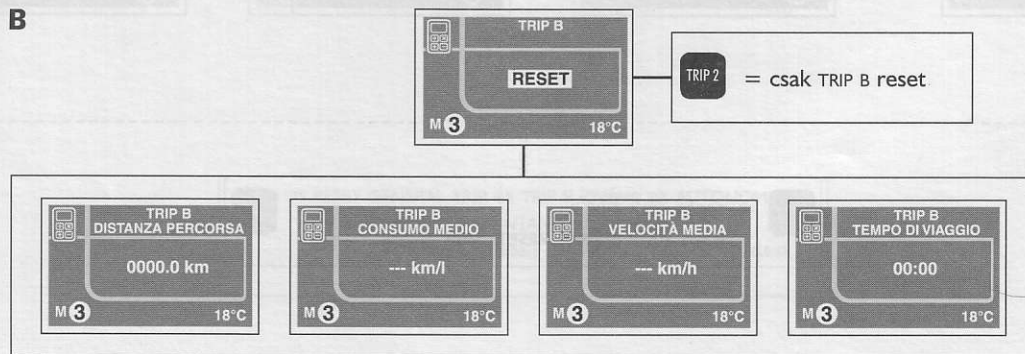 B
TRIP B
RESET
M 3 18°C
TRIP 2 = csak TRIP B reset
TRIP B
DISTANZA PERCORSA
0000.0 km
M 3 18°C
TRIP B
CONSUMO MEDIO
--- km/l
M 3 18°C
TRIP B
VELOCITÀ MEDIA
--- km/h
M 3 18°C
TRIP B
TEMPO DI VIAGGIO
00:00
M 3 18°C